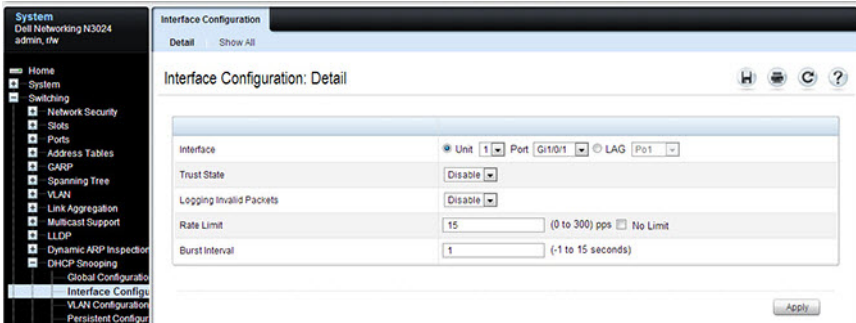 System
Dell Networking N3024
admin, r/w
Home
System
Switching
Network Security
Slots
Ports
Address Tables
GARP
Spanning Tree
VLAN
Link Aggregation
Multicast Support
LLDP
Dynamic ARP Inspection
DHCP Snooping
Global Configuratio
Interface Configu
VLAN Configuration
Persistent Configur
Interface Configuration
Detail Show All
Interface Configuration: Detail
Interface Unit 1 Port Gi1/0/1 LAG Po1
Trust State Disable
Logging Invalid Packets Disable
Rate Limit 15 (0 to 300) pps No Limit
Burst Interval 1 (-1 to 15 seconds)
Apply